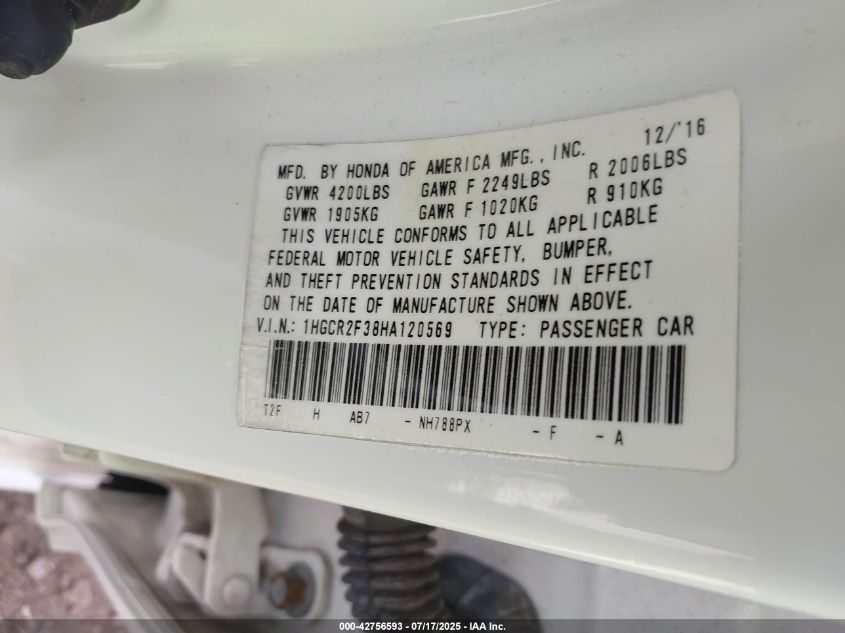 12/'16
MFD. BY HONDA OF AMERICA MFG., INC.
GVWR 4200LBS GAWR F 2249LBS R 2006LBS
GVWR 1905KG GAWR F 1020KG R 910KG
THIS VEHICLE CONFORMS TO ALL APPLICABLE
FEDERAL MOTOR VEHICLE SAFETY, BUMPER,
AND THEFT PREVENTION STANDARDS IN EFFECT
ON THE DATE OF MANUFACTURE SHOWN ABOVE.
V.I.N.: 1HGCR2F38HA120569 TYPE: PASSENGER CAR
T2F H AB7 - NH788PX - F - A
000-42756593 / 07/17/2025 - IAA Inc.